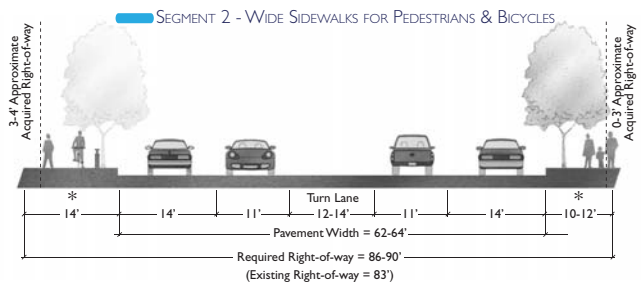 SEGMENT 2 - WIDE SIDEWALKS FOR PEDESTRIANS & BICYCLES
3-4' Approximate
Acquired Right-of-way
0-3' Approximate
Acquired Right-of-way
* Turn Lane *
14' 14' 11' 12-14' 11' 14' 10-12'
Pavement Width = 62-64'
Required Right-of-way = 86-90'
(Existing Right-of-way = 83')